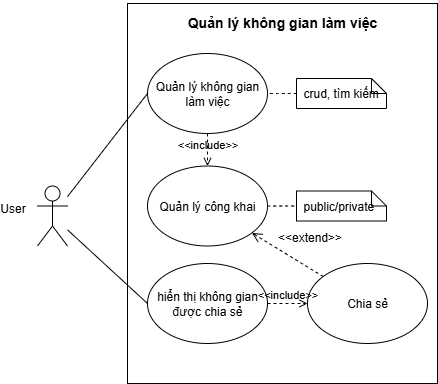 Quản lý không gian làm việc
Quản lý không gian
làm việc
crud, tìm kiếm
<<include>>
User
Quản lý công khai
public/private
<<extend>>
hiển thị không gian
được chia sẻ
<<include>>
Chia sẻ